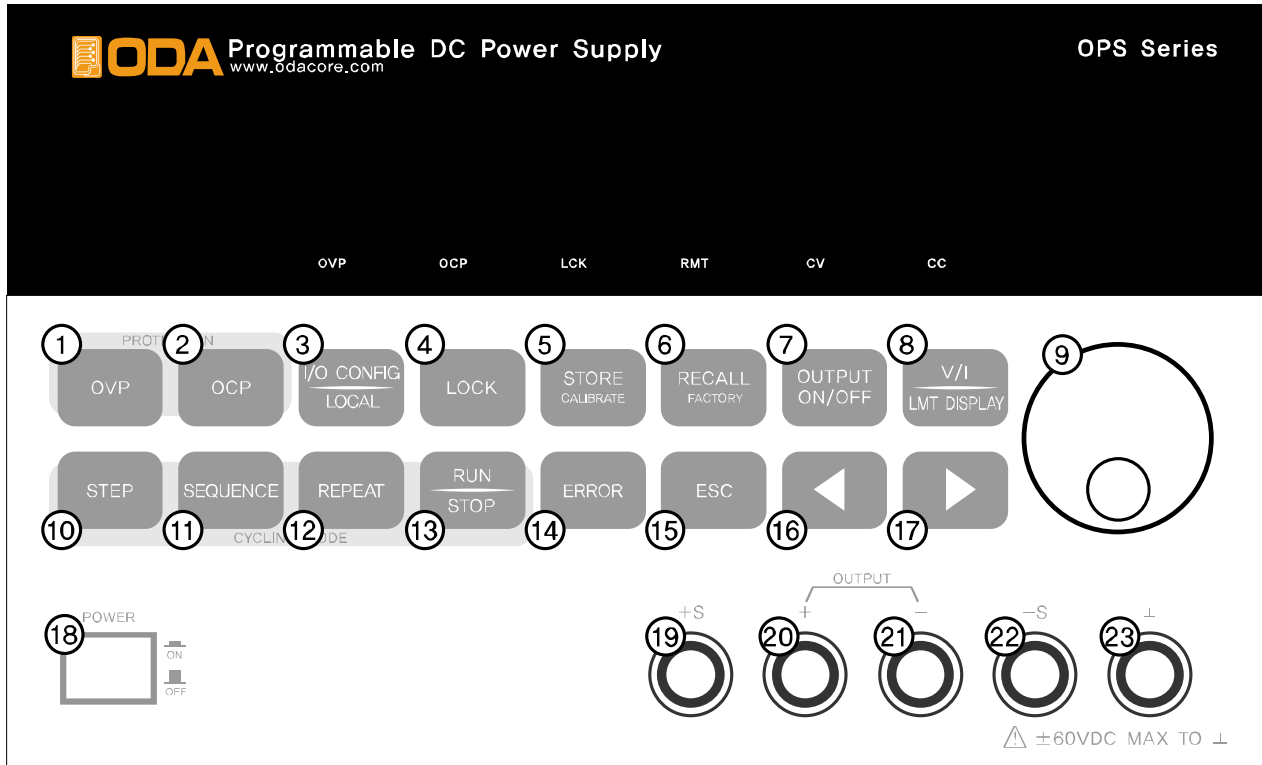 ODA Programmable DC Power Supply
www.odacore.com
OPS Series
OVP OCP LCK RMT CV CC
1 2 3 4 5 6 7 8 9
OVP
OCP
I/O CONFIG
LOCAL
LOCK
STORE
CALIBRATE
RECALL
FACTORY
OUTPUT
ON/OFF
V/I
LMT DISPLAY
STEP
SEQUENCE
REPEAT
RUN
STOP
ERROR
ESC
10 11 12 13 14 15 16 17
MODE
POWER
18
ON
OFF
OUTPUT
+S + - -S ⊥
19 20 21 22 23
⚠ ±60VDC MAX TO ⊥